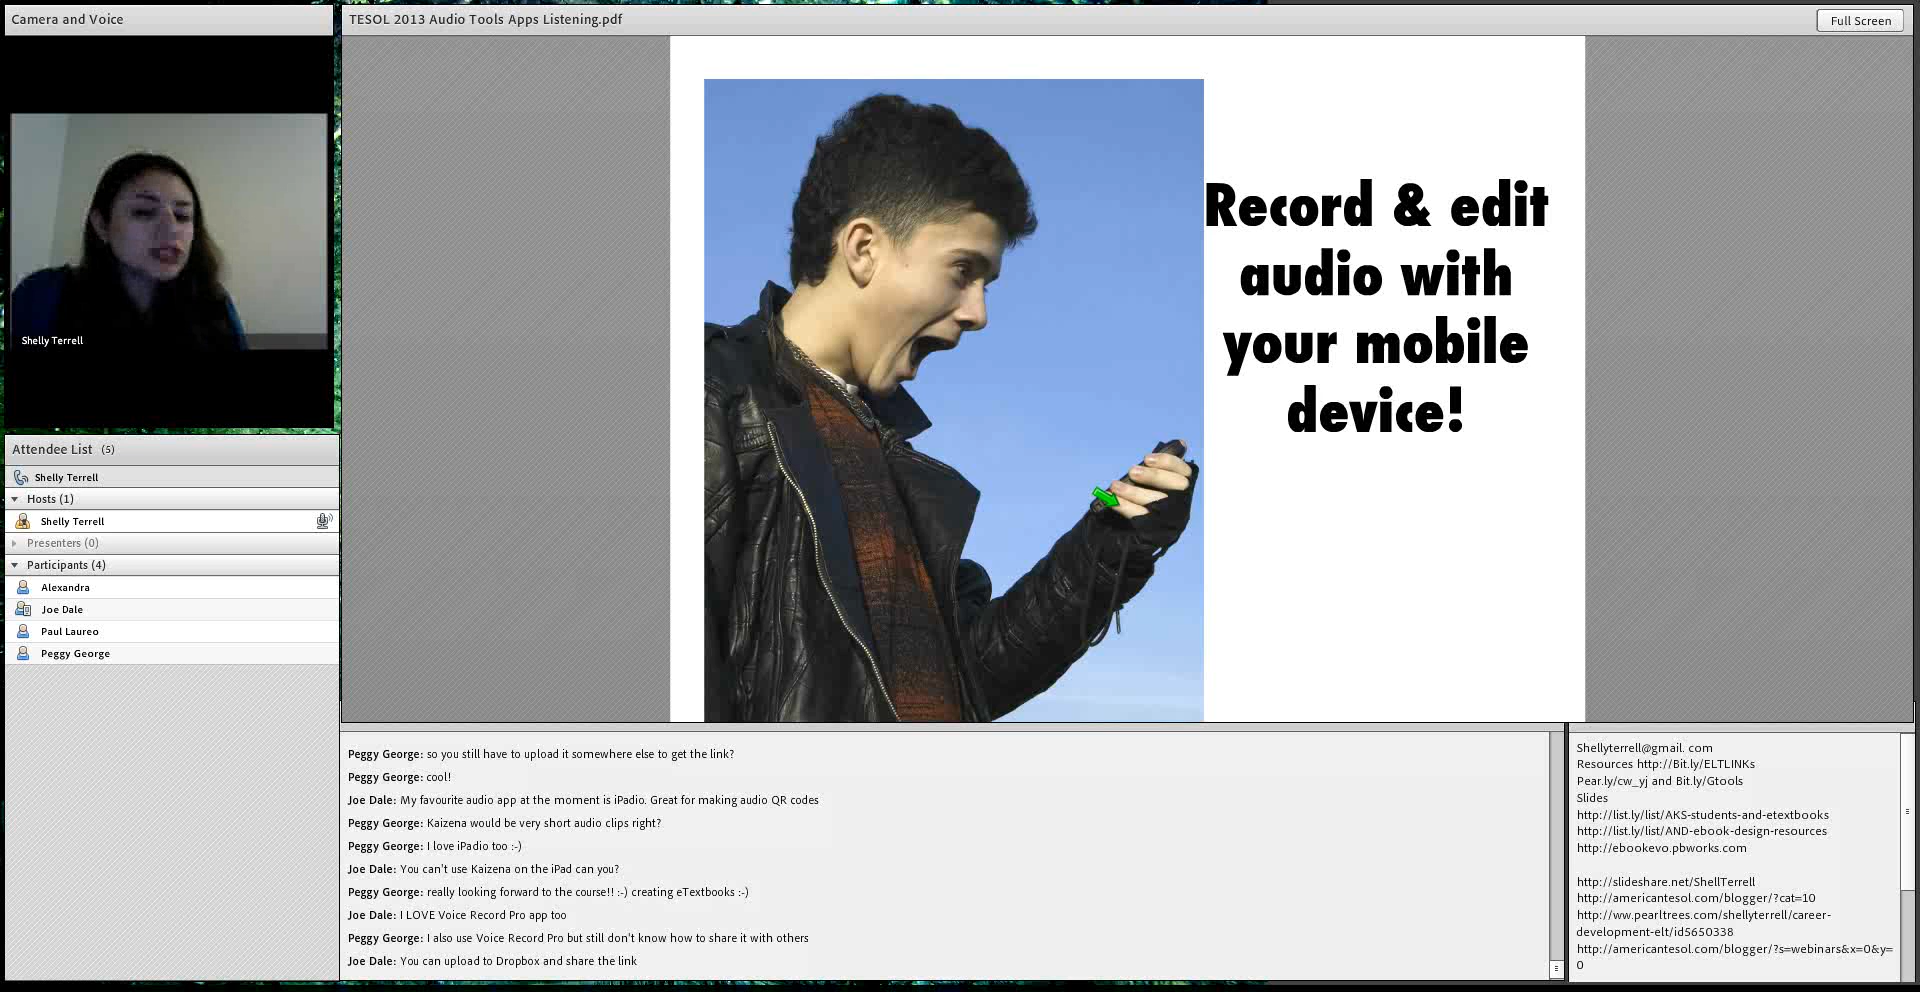 Camera and Voice
Shelly Terrell
Attendee List (5)
Shelly Terrell
Hosts (1)
Shelly Terrell
Presenters (0)
Participants (4)
Alexandra
Joe Dale
Paul Laureo
Peggy George
TESOL 2013 Audio Tools Apps Listening.pdf
Full Screen
Record & edit
audio with
your mobile
device!
Peggy George: so you still have to upload it somewhere else to get the link?
Peggy George: cool!
Joe Dale: My favourite audio app at the moment is iPadio. Great for making audio QR codes
Peggy George: Kaizena would be very short audio clips right?
Peggy George: I love iPadio too :-)
Joe Dale: You can't use Kaizena on the iPad can you?
Peggy George: really looking forward to the course!! :-) creating eTextbooks :-)
Joe Dale: I LOVE Voice Record Pro app too
Peggy George: I also use Voice Record Pro but still don't know how to share it with others
Joe Dale: You can upload to Dropbox and share the link
Shellyterrell@gmail. com
Resources http://Bit.ly/ELTLINKs
Pear.ly/cw_yj and Bit.ly/Gtools
Slides
http://list.ly/list/AKS-students-and-etextbooks
http://list.ly/list/AND-ebook-design-resources
http://ebookevo.pbworks.com
http://slideshare.net/ShellTerrell
http://americantesol.com/blogger/?cat=10
http://ww.pearltrees.com/shellyterrell/career-
development-elt/id5650338
http://americantesol.com/blogger/?s=webinars&x=0&y=
0